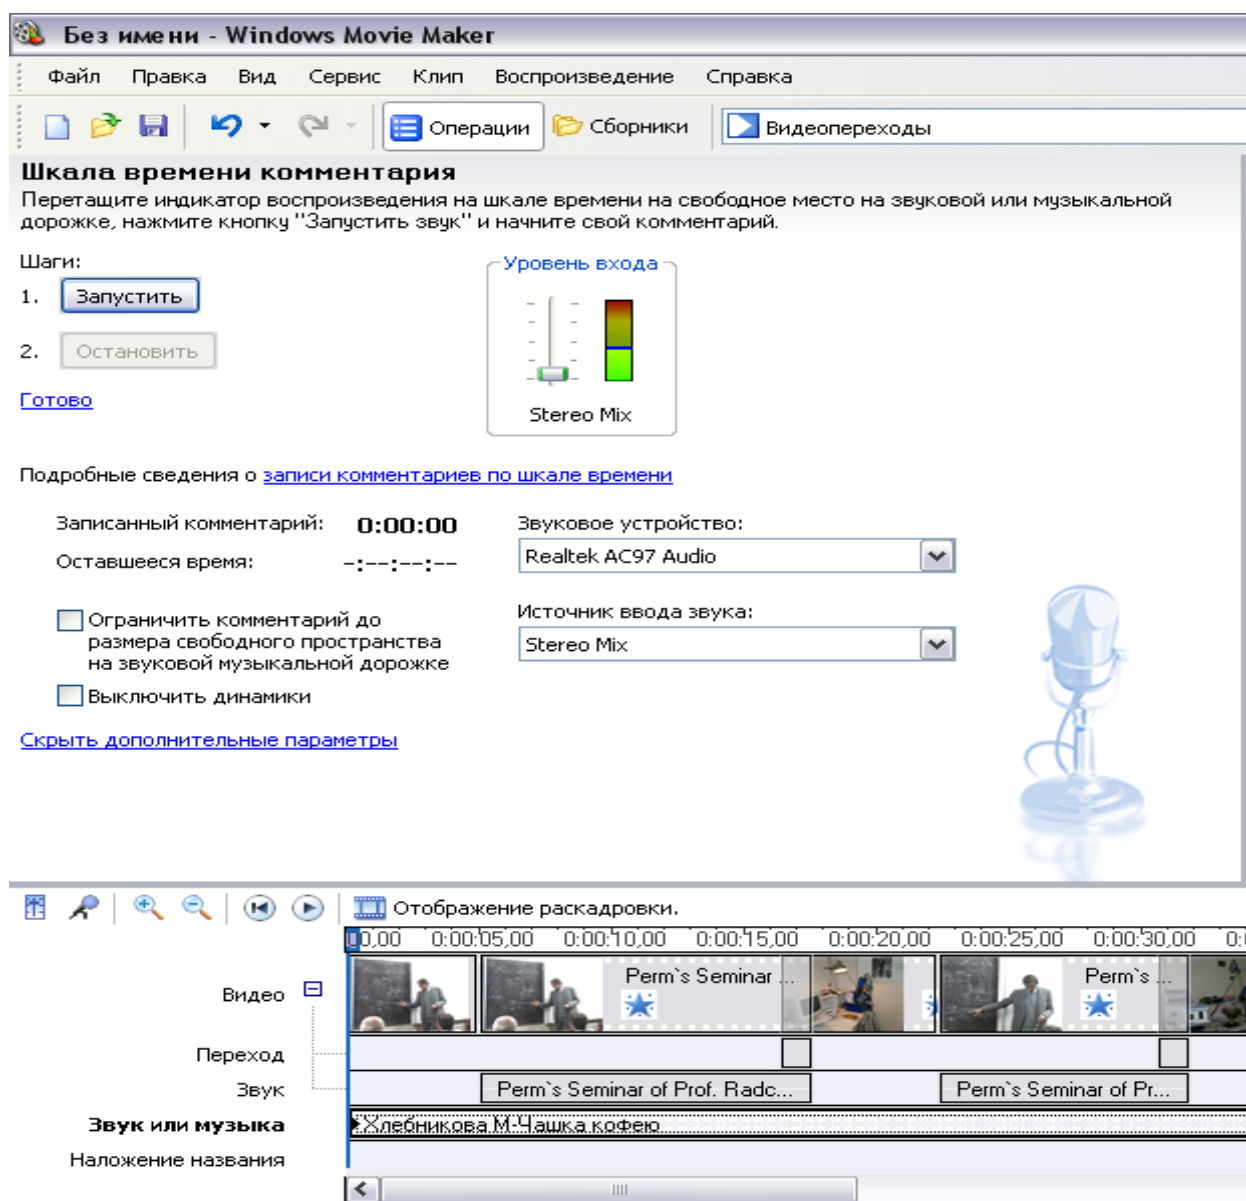 Без имени - Windows Movie Maker
Файл Правка Вид Сервис Клип Воспроизведение Справка
Операции Сборники Видеопереходы
Шкала времени комментария
Перетащите индикатор воспроизведения на шкале времени на свободное место на звуковой или музыкальной
дорожке, нажмите кнопку "Запустить звук" и начните свой комментарий.
Шаги:
Уровень входа
1. Запустить
2. Остановить
Готово
Stereo Mix
Подробные сведения о записи комментариев по шкале времени
Записанный комментарий: 0:00:00
Звуковое устройство:
Оставшееся время: -:--:--:--
Realtek AC97 Audio
Ограничить комментарий до
размера свободного пространства
на звуковой музыкальной дорожке
Источник ввода звука:
Stereo Mix
Выключить динамики
Скрыть дополнительные параметры
Отображение раскадровки.
0,00 0:00:05,00 0:00:10,00 0:00:15,00 0:00:20,00 0:00:25,00 0:00:30,00 0:
Видео Perm`s Seminar ... Perm`s ...
Переход
Звук Perm`s Seminar of Prof. Radc... Perm`s Seminar of Pr...
Звук или музыка Хлебникова М-Чашка кофею
Наложение названия